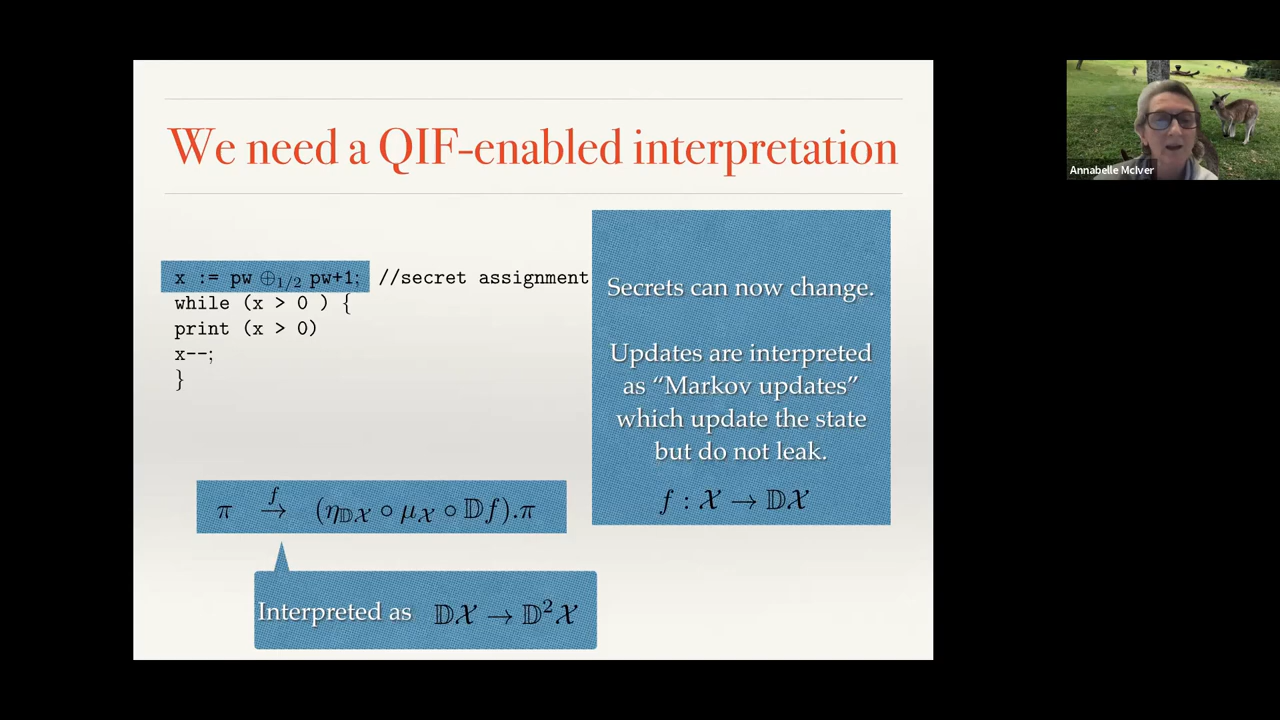 We need a QIF-enabled interpretation
x := pw ⊕1/2 pw+1; //secret assignment
while (x > 0 ) {
print (x > 0)
x--;
}
Secrets can now change.
Updates are interpreted
as “Markov updates”
which update the state
but do not leak.
f : 𝒳 → 𝔻𝒳
π →f (η𝔻𝒳 ∘ μ𝒳 ∘ 𝔻f).π
Interpreted as 𝔻𝒳 → 𝔻²𝒳
Annabelle McIver